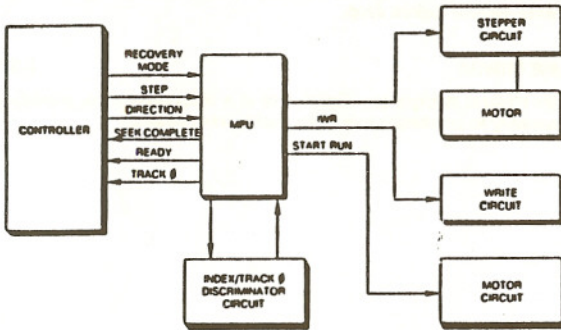 CONTROLLER
RECOVERY
MODE
STEP
DIRECTION
SEEK COMPLETE
READY
TRACK ∅
MPU
INDEX/TRACK ∅
DISCRIMINATOR
CIRCUIT
IWR
START RUN
STEPPER
CIRCUIT
MOTOR
WRITE
CIRCUIT
MOTOR
CIRCUIT